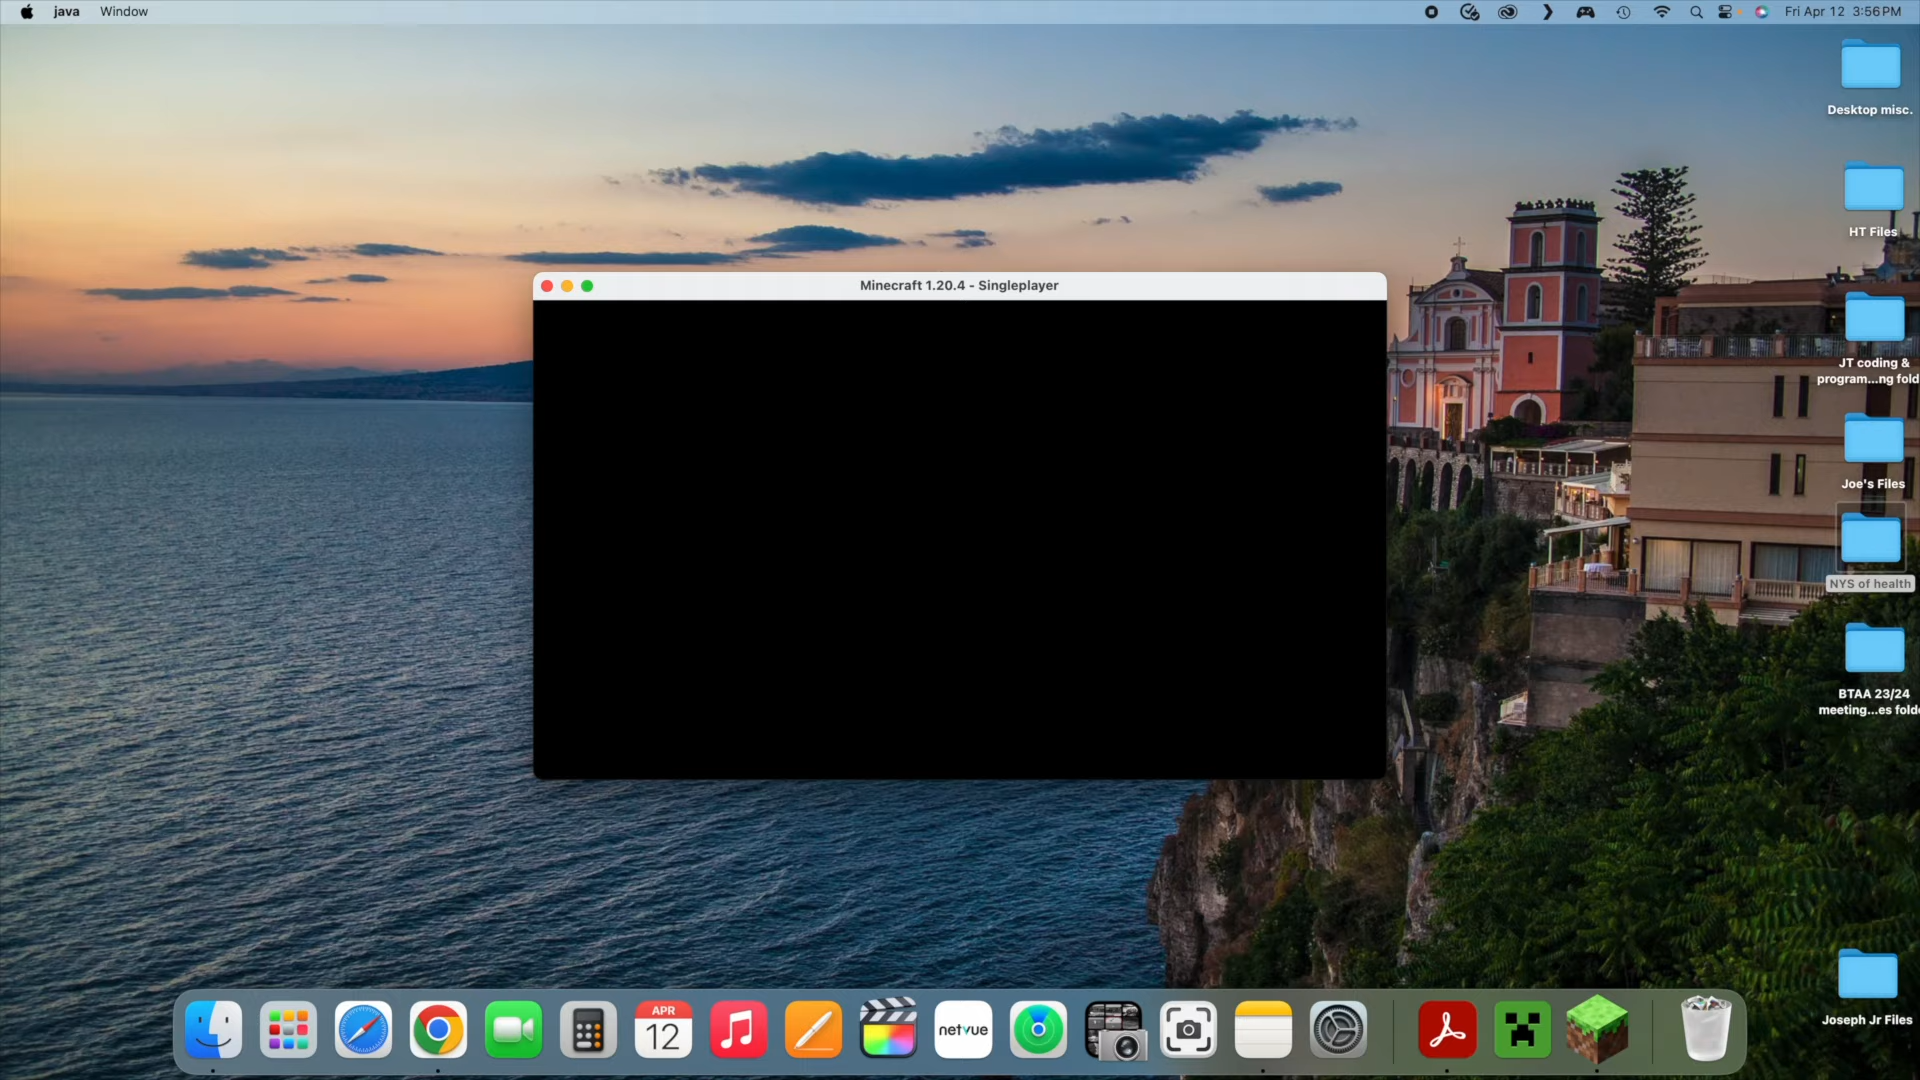 java Window
Fri Apr 12 3:56 PM
Desktop misc.
HT Files
Minecraft 1.20.4 - Singleplayer
JT coding &
program...ng fold
Joe's Files
NYS of health
BTAA 23/24
meeting...es fold
APR
12
netvue
Joseph Jr Files